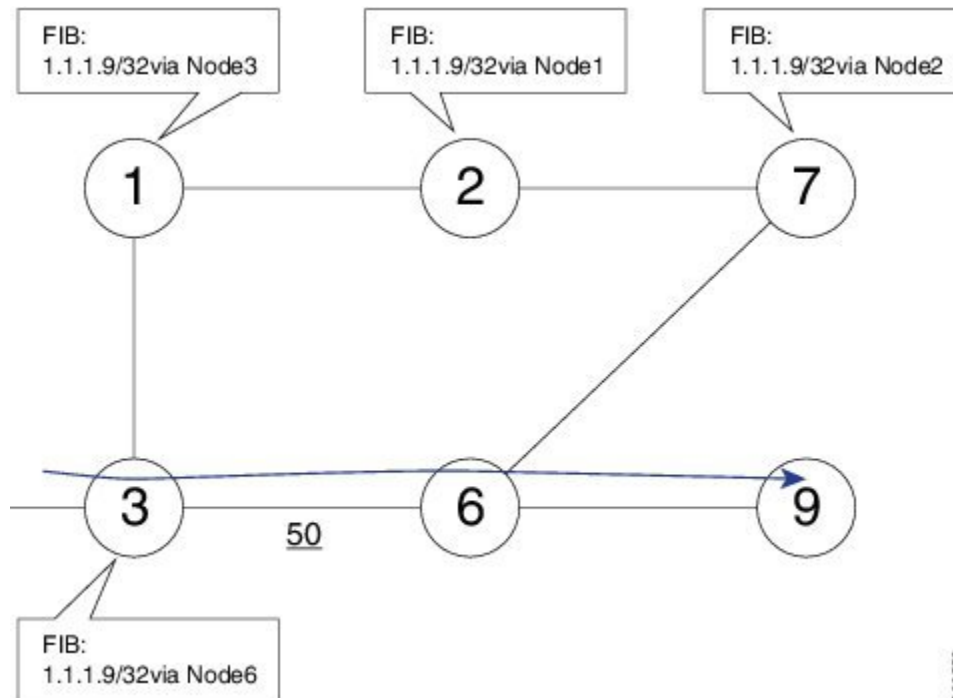 FIB:
1.1.1.9/32via Node3
FIB:
1.1.1.9/32via Node1
FIB:
1.1.1.9/32via Node2
1
2
7
3
6
9
50
FIB:
1.1.1.9/32via Node6